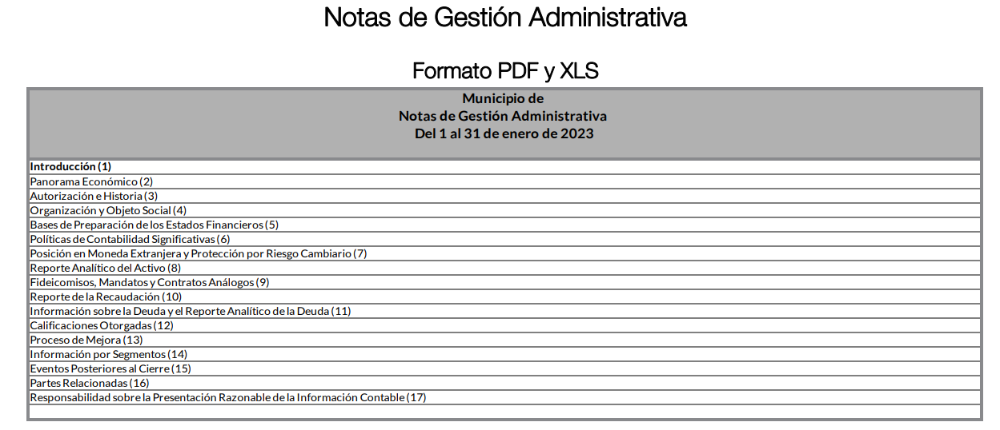 Notas de Gestión Administrativa
Formato PDF y XLS
Municipio de
Notas de Gestión Administrativa
Del 1 al 31 de enero de 2023
Introducción (1)
Panorama Económico (2)
Autorización e Historia (3)
Organización y Objeto Social (4)
Bases de Preparación de los Estados Financieros (5)
Políticas de Contabilidad Significativas (6)
Posición en Moneda Extranjera y Protección por Riesgo Cambiario (7)
Reporte Analítico del Activo (8)
Fideicomisos, Mandatos y Contratos Análogos (9)
Reporte de la Recaudación (10)
Información sobre la Deuda y el Reporte Analítico de la Deuda (11)
Calificaciones Otorgadas (12)
Proceso de Mejora (13)
Información por Segmentos (14)
Eventos Posteriores al Cierre (15)
Partes Relacionadas (16)
Responsabilidad sobre la Presentación Razonable de la Información Contable (17)